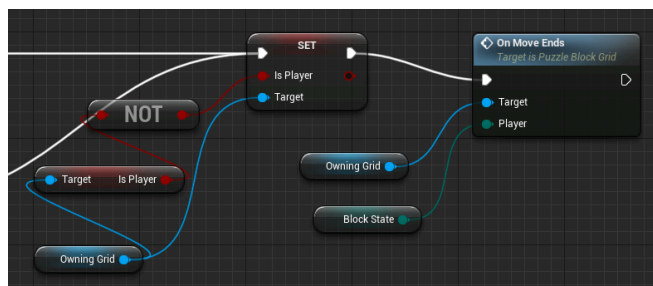 SET
Is Player
Target
On Move Ends
Target is Puzzle Block Grid
Target
Player
NOT
Target Is Player
Owning Grid
Owning Grid
Block State